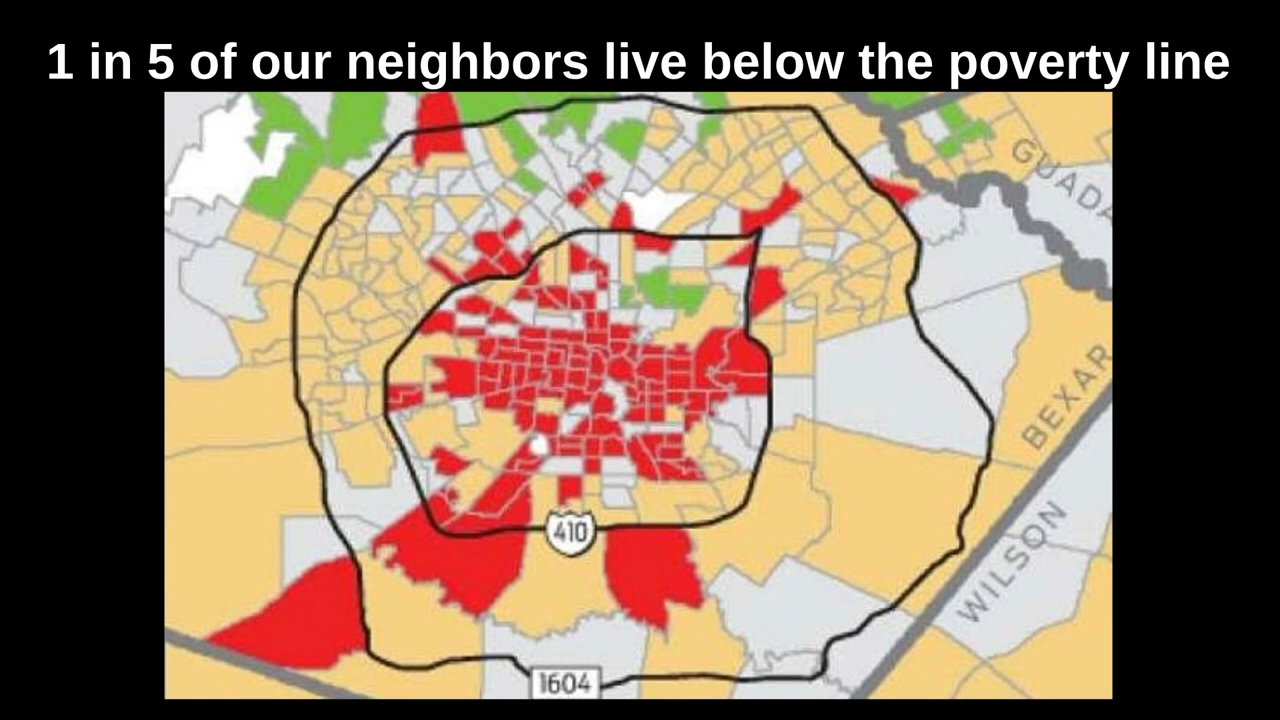 1 in 5 of our neighbors live below the poverty line
GUADA
BEXAR
WILSON
410
1604